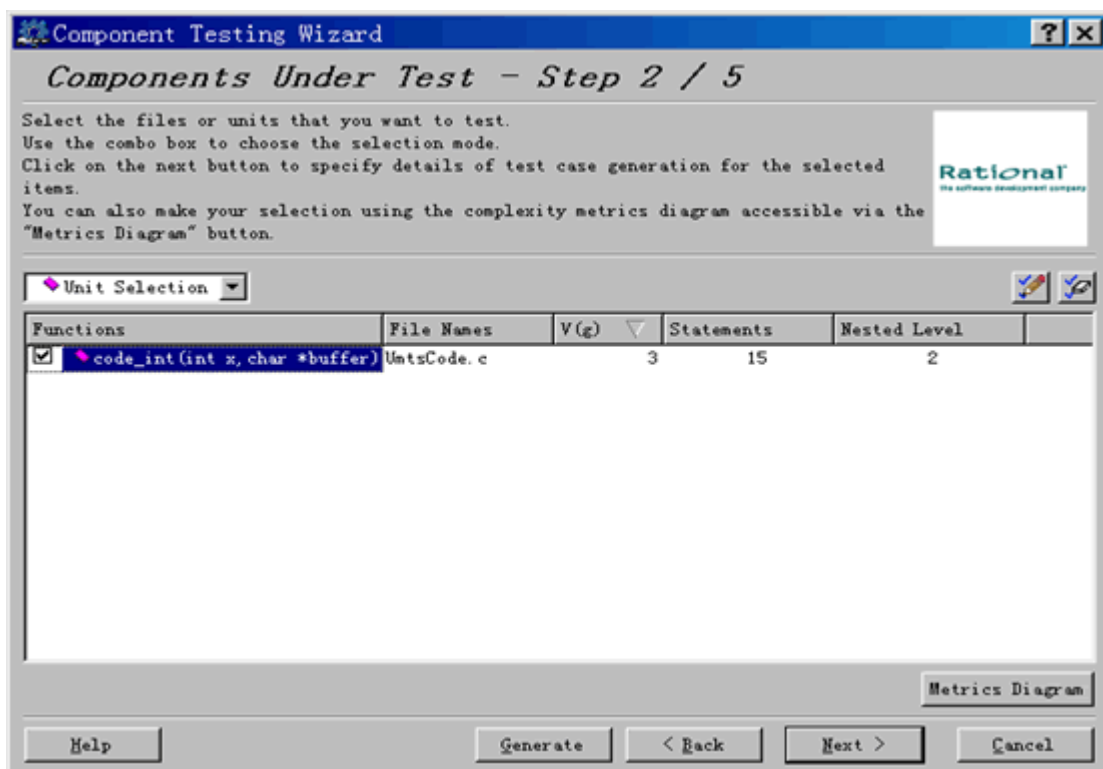 Component Testing Wizard
Components Under Test - Step 2 / 5
Select the files or units that you want to test.
Use the combo box to choose the selection mode.
Click on the next button to specify details of test case generation for the selected
items.
You can also make your selection using the complexity metrics diagram accessible via the
"Metrics Diagram" button.
Rational
the software development company
Unit Selection
Functions File Names V(g) Statements Nested Level
code_int(int x, char *buffer) UmtsCode.c 3 15 2
Metrics Diagram
Help Generate < Back Next > Cancel